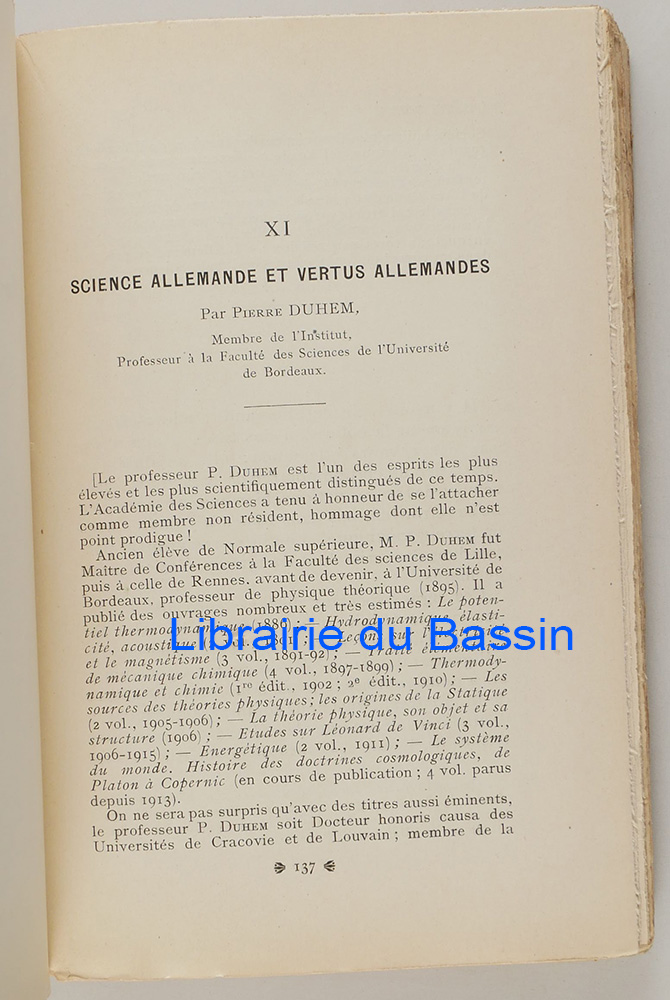 XI
SCIENCE ALLEMANDE ET VERTUS ALLEMANDES
Par PIERRE DUHEM,
Membre de l'Institut,
Professeur à la Faculté des Sciences de l'Université
de Bordeaux.
[Le professeur P. DUHEM est l'un des esprits les plus
élevés et les plus scientifiquement distingués de ce temps.
L'Académie des Sciences a tenu à honneur de se l'attacher
comme membre non résident, hommage dont elle n'est
point prodigue !
Ancien élève de Normale supérieure, M. P. DUHEM fut
Maître de Conférences à la Faculté des sciences de Lille,
puis à celle de Rennes, avant de devenir, à l'Université de
Bordeaux, professeur de physique théorique (1895). Il a
publié des ouvrages nombreux et très estimés : Le poten-
tiel thermodynamique (1886) ; — Hydrodynamique, élasti-
cité, acoustique
Librairie du Bassin
et le magnétisme (3 vol., 1891-92) ; — Traité élémentaire
de mécanique chimique (4 vol., 1897-1899) ; — Thermody-
namique et chimie (1re édit., 1902 ; 2e édit., 1910) ; — Les
sources des théories physiques ; les origines de la Statique
(2 vol., 1905-1906) ; — La théorie physique, son objet et sa
structure (1906) ; — Etudes sur Léonard de Vinci (3 vol.,
1906-1915) ; — Energétique (2 vol., 1911) ; — Le système
du monde. Histoire des doctrines cosmologiques, de
Platon à Copernic (en cours de publication ; 4 vol. parus
depuis 1913).
On ne sera pas surpris qu'avec des titres aussi éminents,
le professeur P. DUHEM soit Docteur honoris causa des
Universités de Cracovie et de Louvain ; membre de la
137